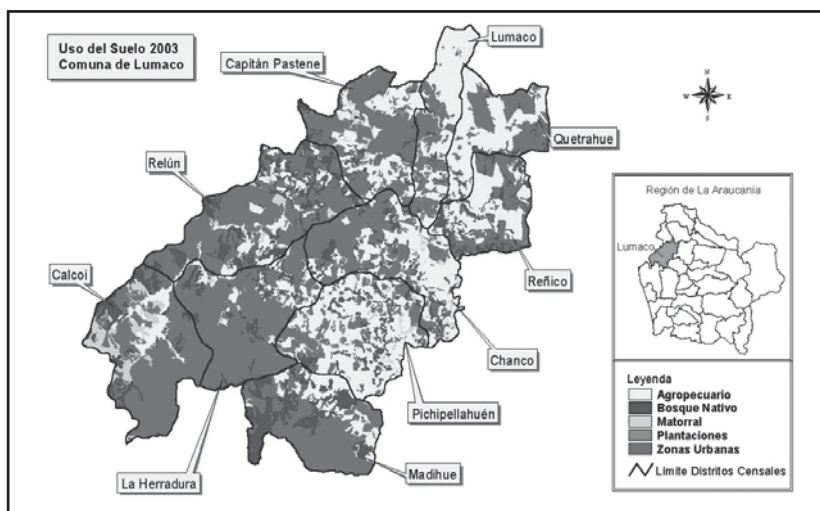 Uso del Suelo 2003
Comuna de Lumaco
Lumaco
Capitán Pastene
N
W
E
S
Quetrahue
Relún
Región de La Araucanía
Lumaco
Calcoi
Reñico
Chanco
Pichipellahuén
La Herradura
Madihue
Leyenda
Agropecuario
Bosque Nativo
Matorral
Plantaciones
Zonas Urbanas
Límite Distritos Censales